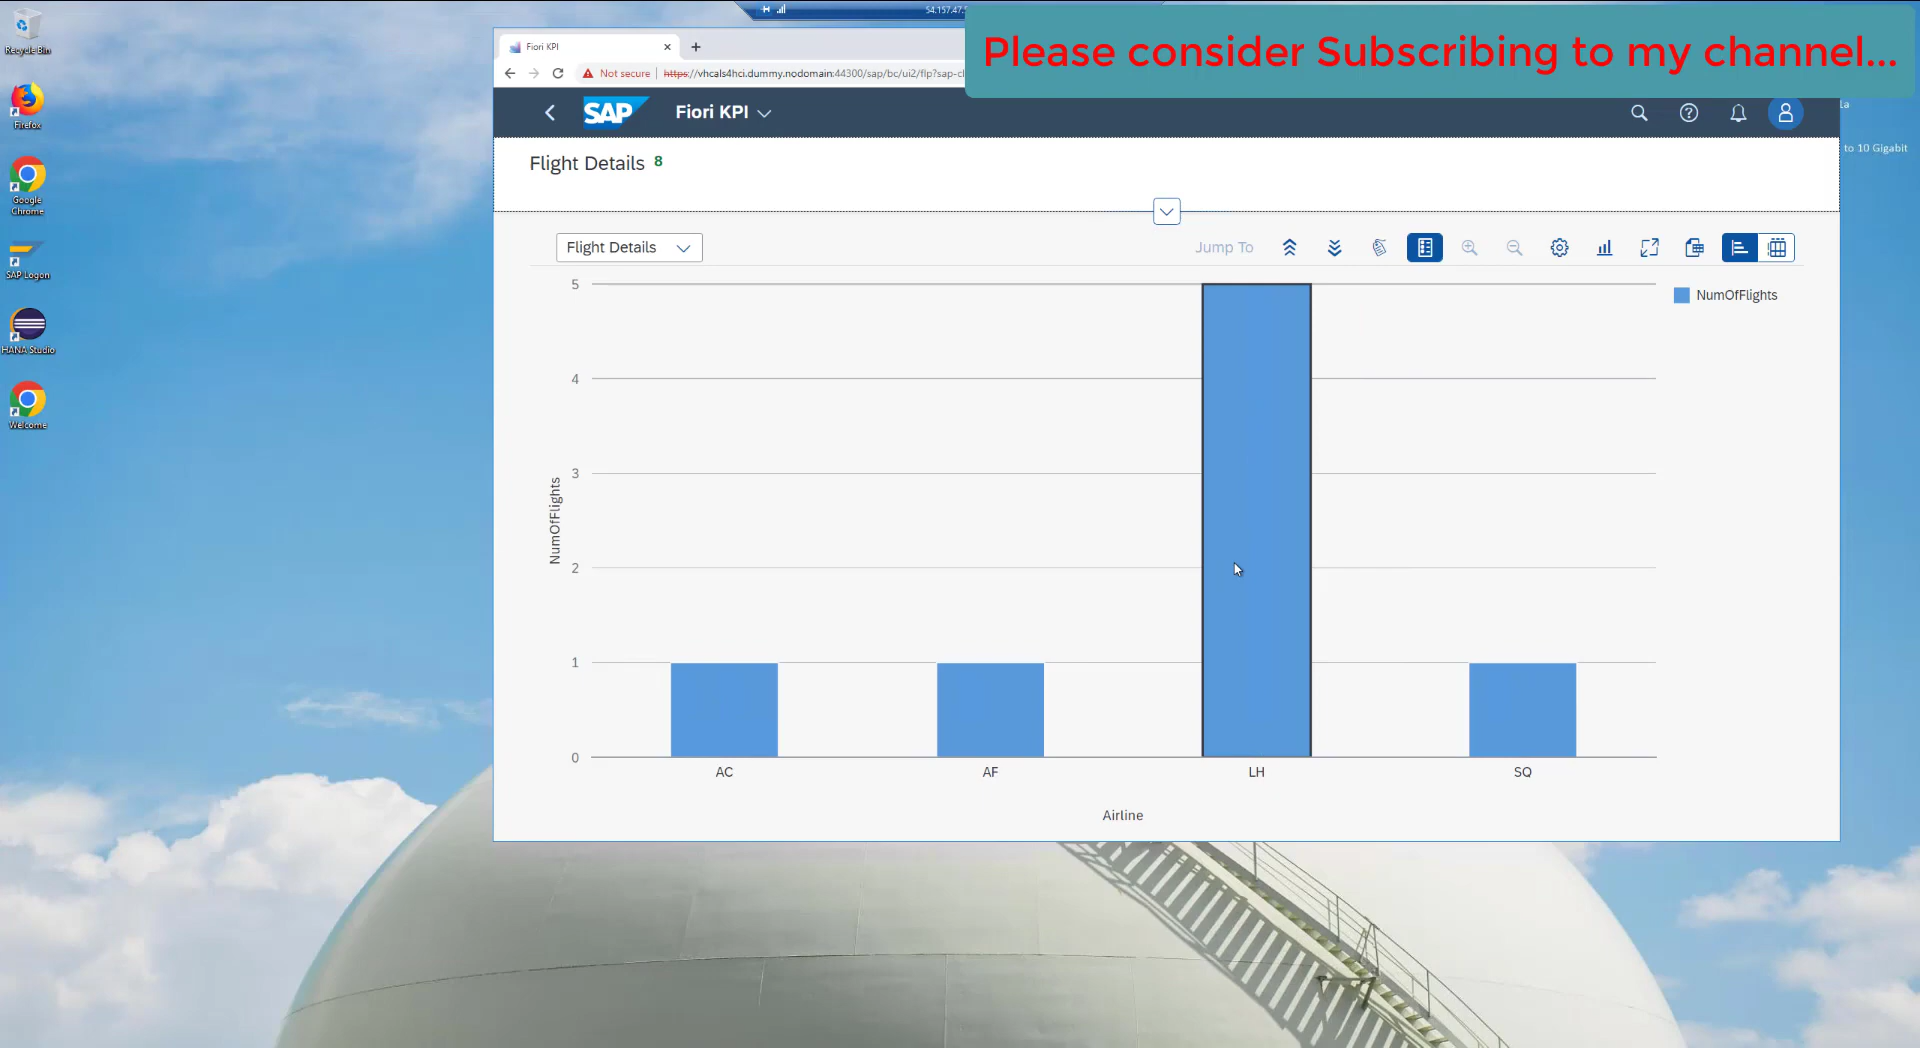 Recycle Bin
Firefox
Google
Chrome
SAP Logon
HANA Studio
Welcome
54.157.47.
Please consider Subscribing to my channel...
Fiori KPI
Not secure
https://vhcals4hci.dummy.nodomain:44300/sap/bc/ui2/flp?sap-cl
to 10 Gigabit
SAP
Fiori KPI
Flight Details 8
Flight Details
Jump To
NumOfFlights
NumOfFlights
5
4
3
2
1
0
AC AF LH SQ
Airline